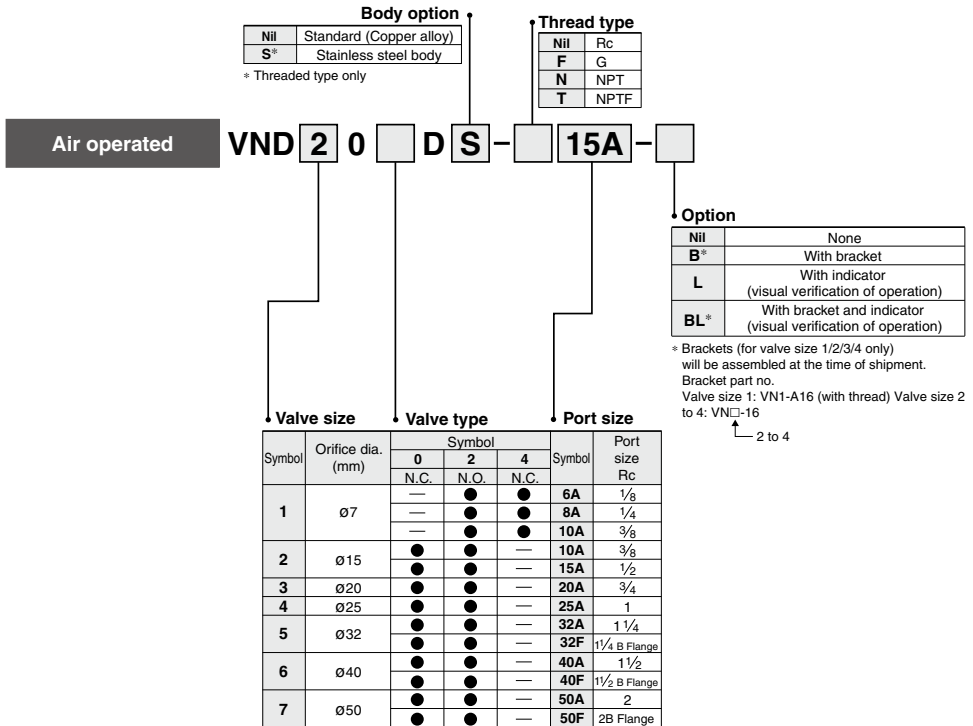 Body option
Nil Standard (Copper alloy)
S* Stainless steel body
* Threaded type only
Thread type
Nil Rc
F G
N NPT
T NPTF
Air operated
VND 2 0 D S – 15A –
Option
Nil None
B* With bracket
L With indicator
(visual verification of operation)
BL* With bracket and indicator
(visual verification of operation)
* Brackets (for valve size 1/2/3/4 only)
will be assembled at the time of shipment.
Bracket part no.
Valve size 1: VN1-A16 (with thread) Valve size 2
to 4: VN□-16
2 to 4
Valve size
Valve type
Port size
Symbol Orifice dia. (mm) Symbol Symbol Port size Rc
0 2 4
N.C. N.O. N.C.
1 Ø7 — ● ● 6A 1/8
— ● ● 8A 1/4
— ● ● 10A 3/8
2 Ø15 ● ● — 10A 3/8
● ● — 15A 1/2
3 Ø20 ● ● — 20A 3/4
4 Ø25 ● ● — 25A 1
5 Ø32 ● ● — 32A 1 1/4
● ● — 32F 1 1/4 B Flange
6 Ø40 ● ● — 40A 1 1/2
● ● — 40F 1 1/2 B Flange
7 Ø50 ● ● — 50A 2
● ● — 50F 2B Flange